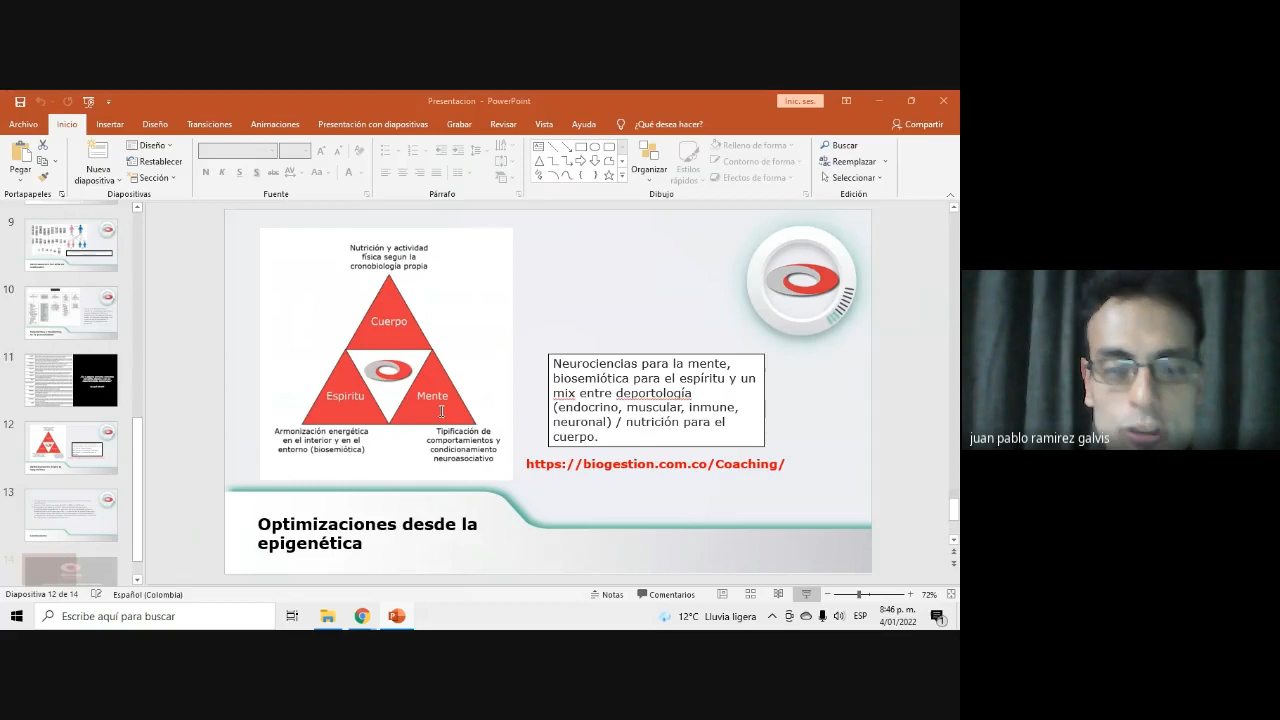 Presentacion - PowerPoint
Inic. ses.
Archivo
Inicio
Insertar
Diseño
Transiciones
Animaciones
Presentación con diapositivas
Grabar
Revisar
Vista
Ayuda
¿Qué desea hacer?
Compartir
Pegar
Nueva
diapositiva
Diseño
Restablecer
Sección
N K S S abc AV Aa A
Organizar
Estilos
rápidos
Relleno de forma
Contorno de forma
Efectos de forma
Buscar
Reemplazar
Seleccionar
Portapapeles
Diapositivas
Fuente
Párrafo
Dibujo
Edición
9
10
11
12
13
14
Nutrición y actividad
física segun la
cronobiología propia
Cuerpo
Espiritu
Mente
Armonización energética
en el interior y en el
entorno (biosemiótica)
Tipificación de
comportamientos y
condicionamiento
neuroasociativo
Neurociencias para la mente,
biosemiótica para el espíritu y un
mix entre deportología
(endocrino, muscular, inmune,
neuronal) / nutrición para el
cuerpo.
https://biogestion.com.co/Coaching/
Optimizaciones desde la
epigenética
juan pablo ramirez galvis
Diapositiva 12 de 14
Español (Colombia)
Notas
Comentarios
72%
Escribe aquí para buscar
12°C Lluvia ligera
ESP
8:46 p. m.
4/01/2022